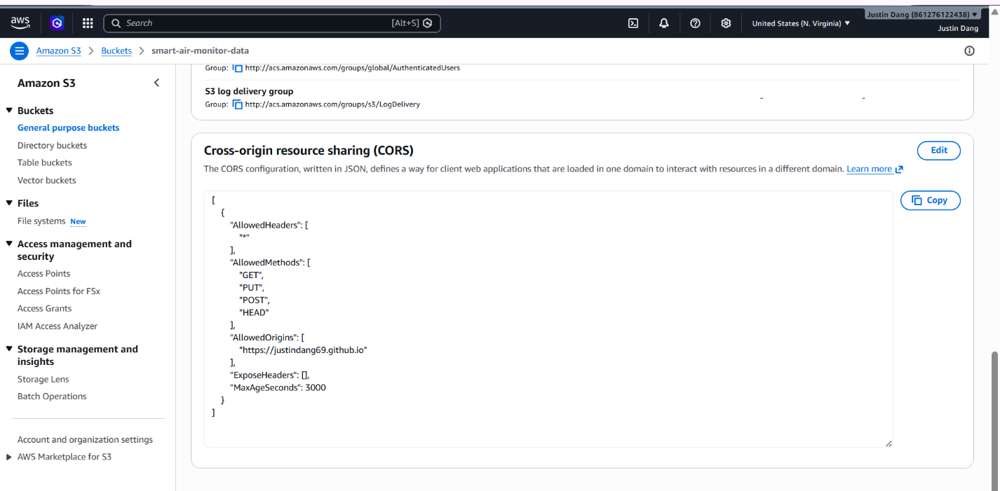 aws
Search
[Alt+S]
United States (N. Virginia)
Justin Dang (861276122438)
Justin Dang
Amazon S3
Buckets
smart-air-monitor-data
Amazon S3
Buckets
General purpose buckets
Directory buckets
Table buckets
Vector buckets
Files
File systems New
Access management and
security
Access Points
Access Points for FSx
Access Grants
IAM Access Analyzer
Storage management and
insights
Storage Lens
Batch Operations
Account and organization settings
AWS Marketplace for S3
Group: http://acs.amazonaws.com/groups/global/AuthenticatedUsers
S3 log delivery group
Group: http://acs.amazonaws.com/groups/s3/LogDelivery
- -
Cross-origin resource sharing (CORS)
Edit
The CORS configuration, written in JSON, defines a way for client web applications that are loaded in one domain to interact with resources in a different domain. Learn more
Copy
[
{
"AllowedHeaders": [
"*"
],
"AllowedMethods": [
"GET",
"PUT",
"POST",
"HEAD"
],
"AllowedOrigins": [
"https://justindang69.github.io"
],
"ExposeHeaders": [],
"MaxAgeSeconds": 3000
}
]